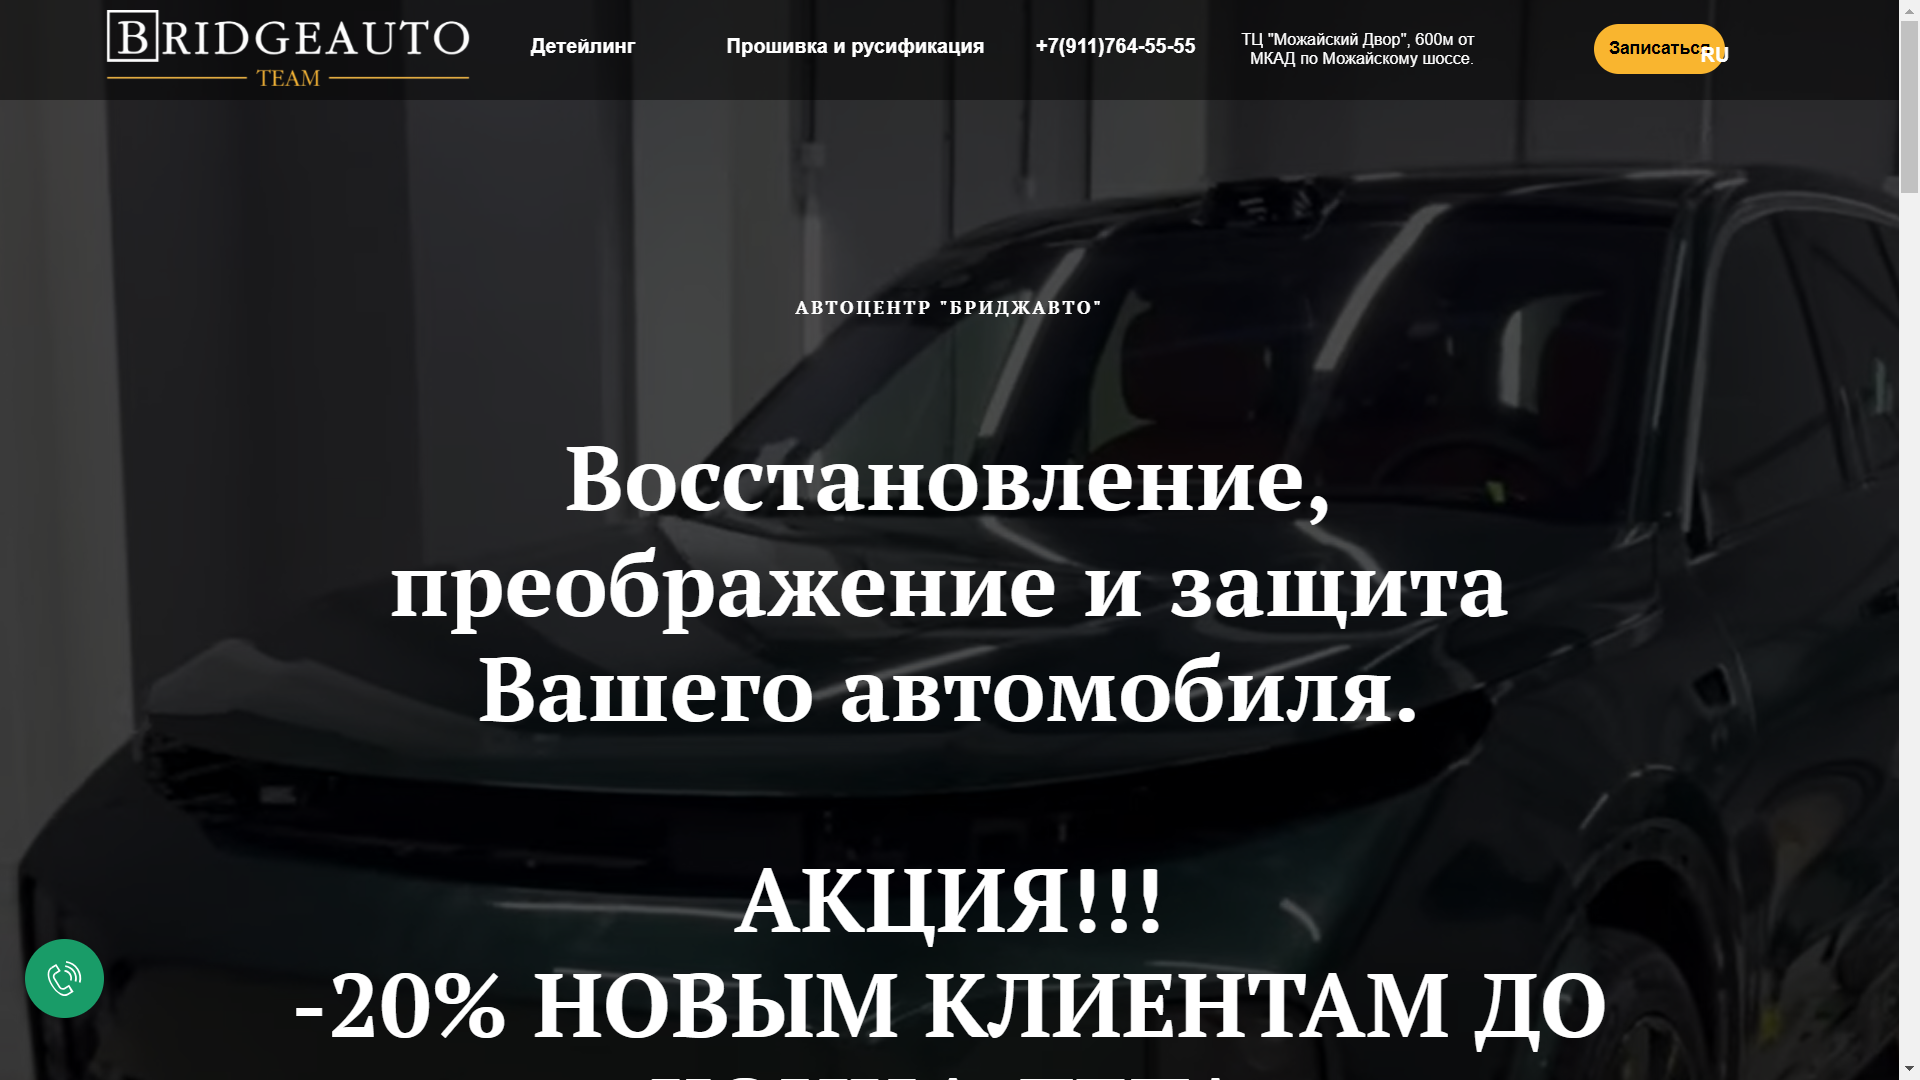 BRIDGEAUTO
TEAM
Детейлинг
Прошивка и русификация
+7(911)764-55-55
ТЦ "Можайский Двор", 600м от
МКАД по Можайскому шоссе.
Записаться
RU
АВТОЦЕНТР "БРИДЖАВТО"
Восстановление,
преображение и защита
Вашего автомобиля.
АКЦИЯ!!!
-20% НОВЫМ КЛИЕНТАМ ДО